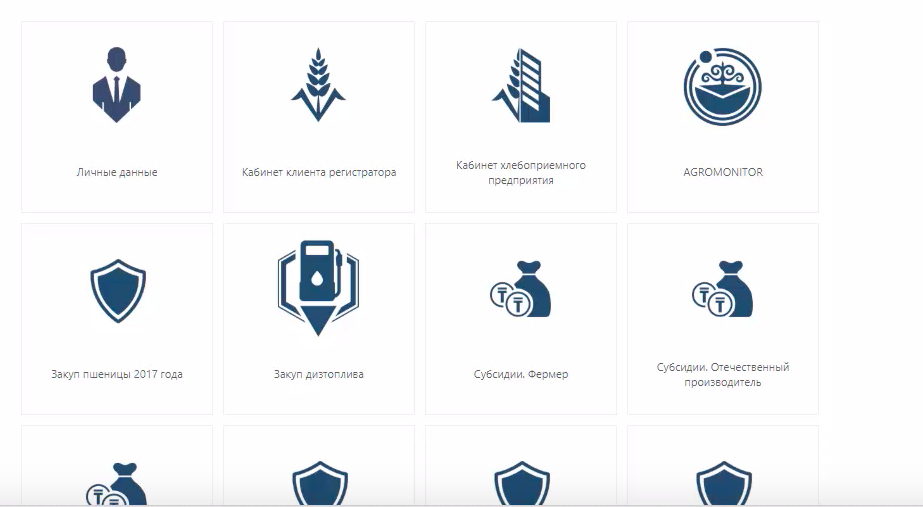 Личные данные
Кабинет клиента регистратора
Кабинет хлебоприемного
предприятия
AGROMONITOR
Закуп пшеницы 2017 года
Закуп дизтоплива
Субсидии. Фермер
Субсидии. Отечественный
производитель